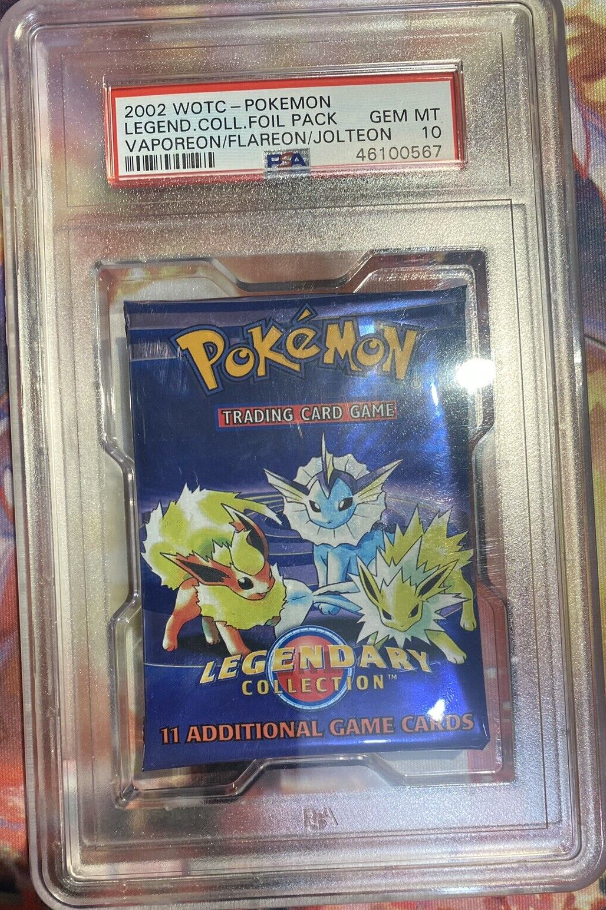 2002 WOTC-POKEMON
LEGEND.COLL.FOIL PACK GEM MT
VAPOREON/FLAREON/JOLTEON 10
PSA 46100567
POKéMON
TRADING CARD GAME
LEGENDARY
COLLECTION™
11 ADDITIONAL GAME CARDS
PSA